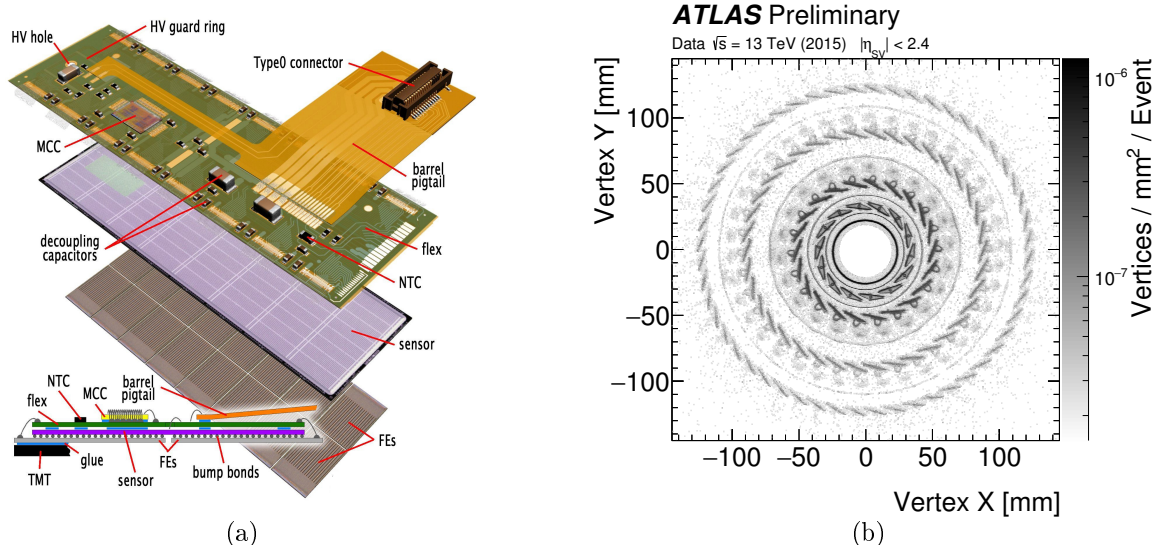 HV hole
HV guard ring
Type0 connector
MCC
barrel
pigtail
decoupling
capacitors
flex
NTC
sensor
barrel
pigtail
NTC
MCC
flex
FEs
glue
FEs
bump bonds
TMT
sensor
(a)
ATLAS Preliminary
Data √s = 13 TeV (2015) |η_SV| < 2.4
Vertex Y [mm]
100
50
0
−50
−100
−100 −50 0 50 100
Vertex X [mm]
10⁻⁶
10⁻⁷
Vertices / mm² / Event
(b)